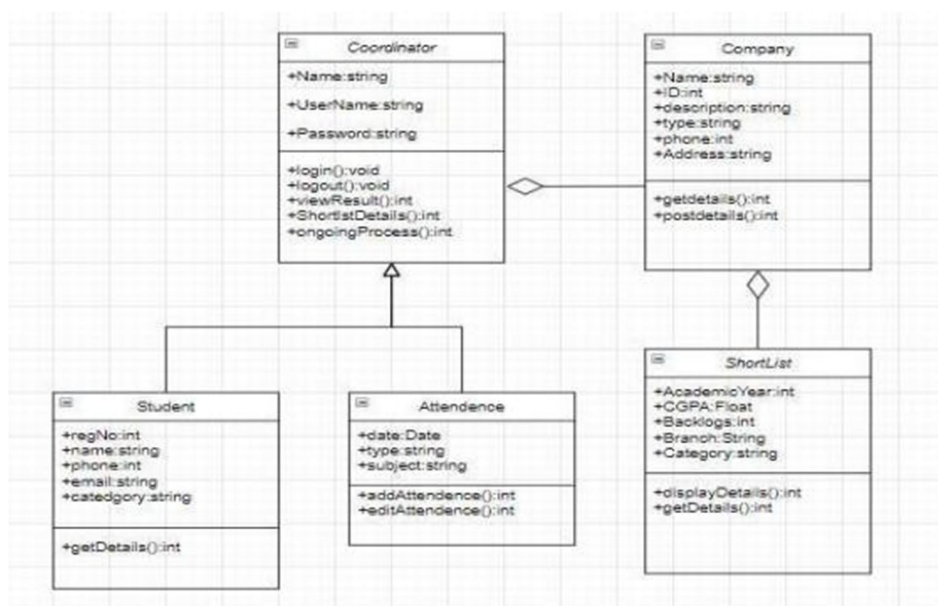 Coordinator
+Name:string
+UserName:string
+Password:string
+login():void
+logout():void
+viewResult():int
+ShortlstDetails():int
+ongoingProcess():int
Company
+Name:string
+ID:int
+description:string
+type:string
+phone:int
+Address:string
+getdetails():int
+postdetails():int
Student
+regNo:int
+name:string
+phone:int
+email:string
+catedgory:string
+getDetails():int
Attendence
+date:Date
+type:string
+subject:string
+addAttendence():int
+editAttendence():int
ShortList
+AcademicYear:int
+CGPA:Float
+Backlogs:int
+Branch:String
+Category:string
+displayDetails():int
+getDetails():int